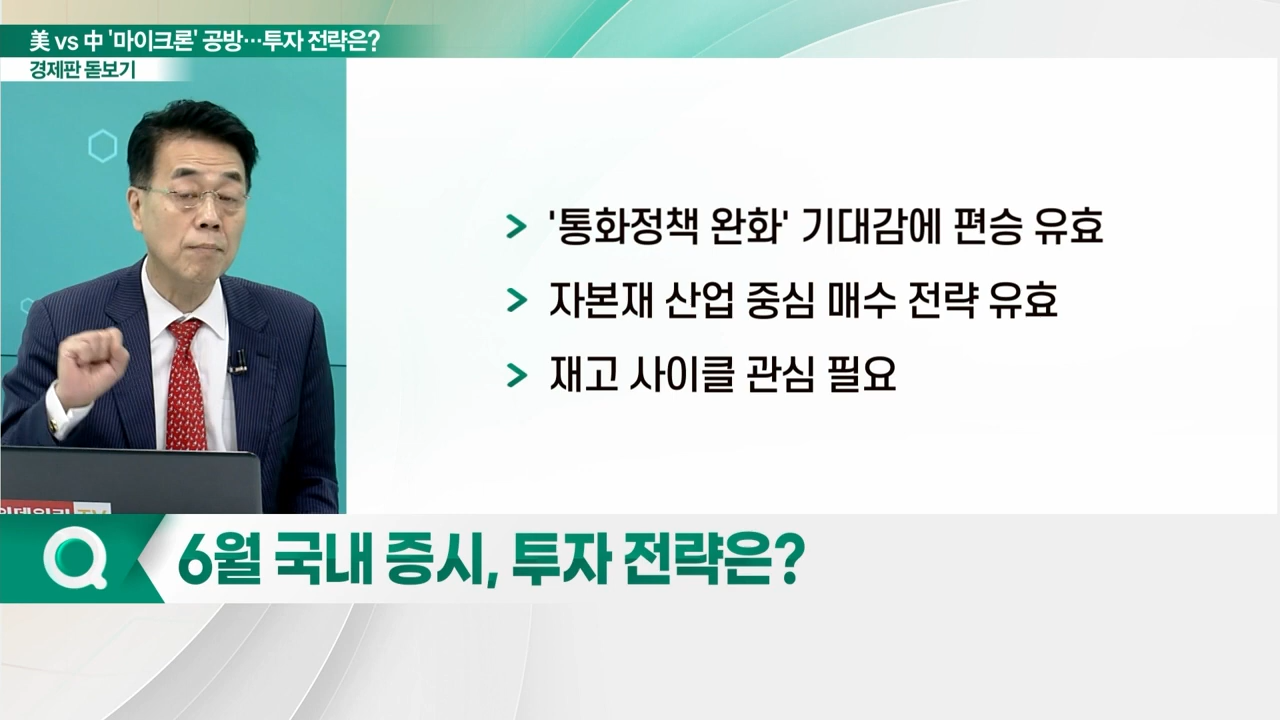 美 vs 中 '마이크론' 공방…투자 전략은?
경제판 돋보기
> '통화정책 완화' 기대감에 편승 유효
> 자본재 산업 중심 매수 전략 유효
> 재고 사이클 관심 필요
TV
Q 6월 국내 증시, 투자 전략은?